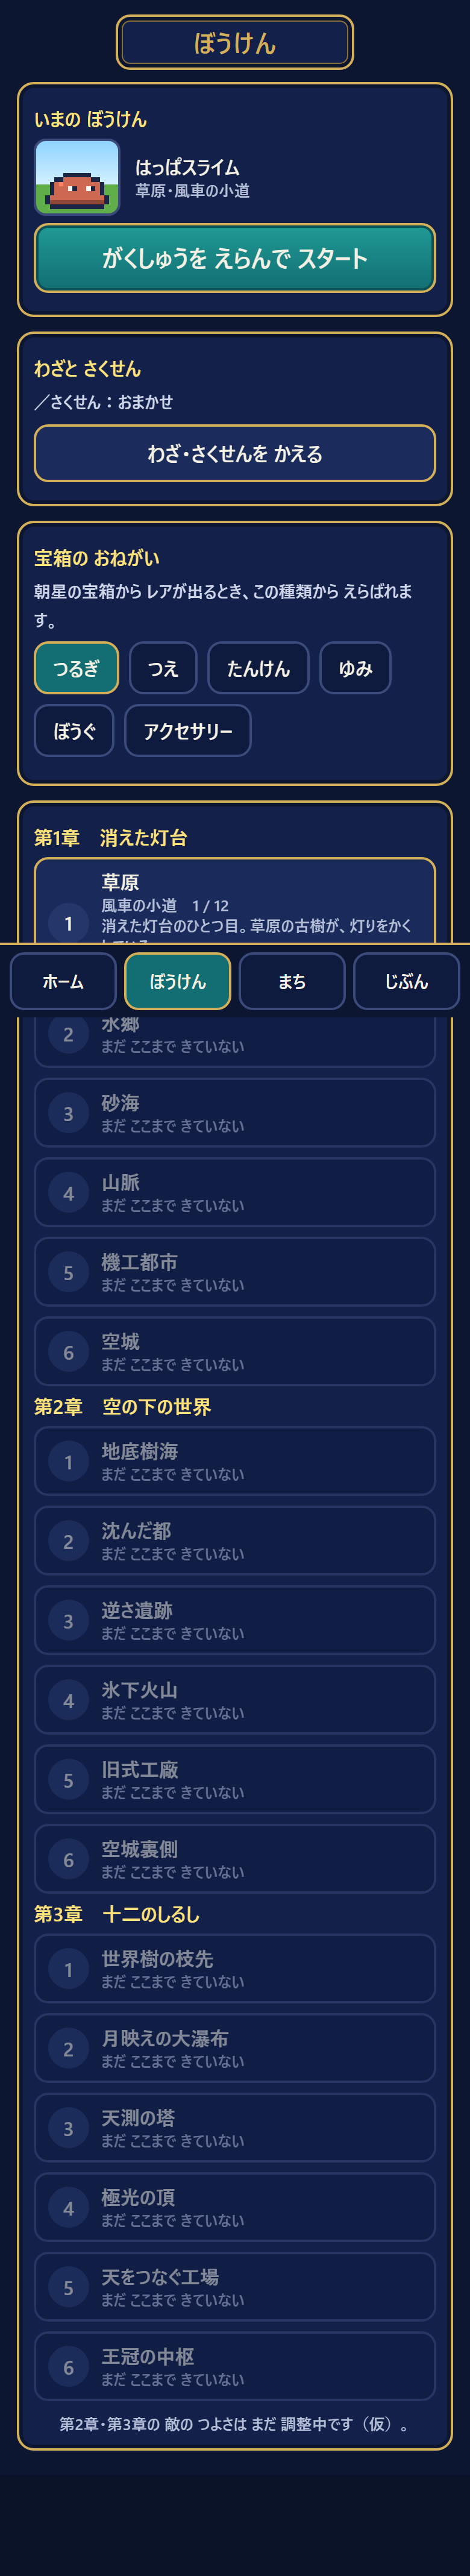 ぼうけん
いまの ぼうけん
はっぱスライム
草原・風車の小道
がくしゅうを えらんで スタート
わざと さくせん
／さくせん：おまかせ
わざ・さくせんを かえる
宝箱の おねがい
朝星の宝箱から レアが出るとき、この種類から えらばれま
す。
つるぎ
つえ
たんけん
ゆみ
ぼうぐ
アクセサリー
第1章　消えた灯台
草原
風車の小道　1 / 12
1
消えた灯台のひとつ目。草原の古樹が、灯りをかく
ホーム
ぼうけん
まち
じぶん
水郷
2
まだ ここまで きていない
砂海
3
まだ ここまで きていない
山脈
4
まだ ここまで きていない
機工都市
5
まだ ここまで きていない
空城
6
まだ ここまで きていない
第2章　空の下の世界
地底樹海
1
まだ ここまで きていない
沈んだ都
2
まだ ここまで きていない
逆さ遺跡
3
まだ ここまで きていない
氷下火山
4
まだ ここまで きていない
旧式工廠
5
まだ ここまで きていない
空城裏側
6
まだ ここまで きていない
第3章　十二のしるし
世界樹の枝先
1
まだ ここまで きていない
月映えの大瀑布
2
まだ ここまで きていない
天測の塔
3
まだ ここまで きていない
極光の頂
4
まだ ここまで きていない
天をつなぐ工場
5
まだ ここまで きていない
王冠の中枢
6
まだ ここまで きていない
第2章・第3章の 敵の つよさは まだ 調整中です（仮）。